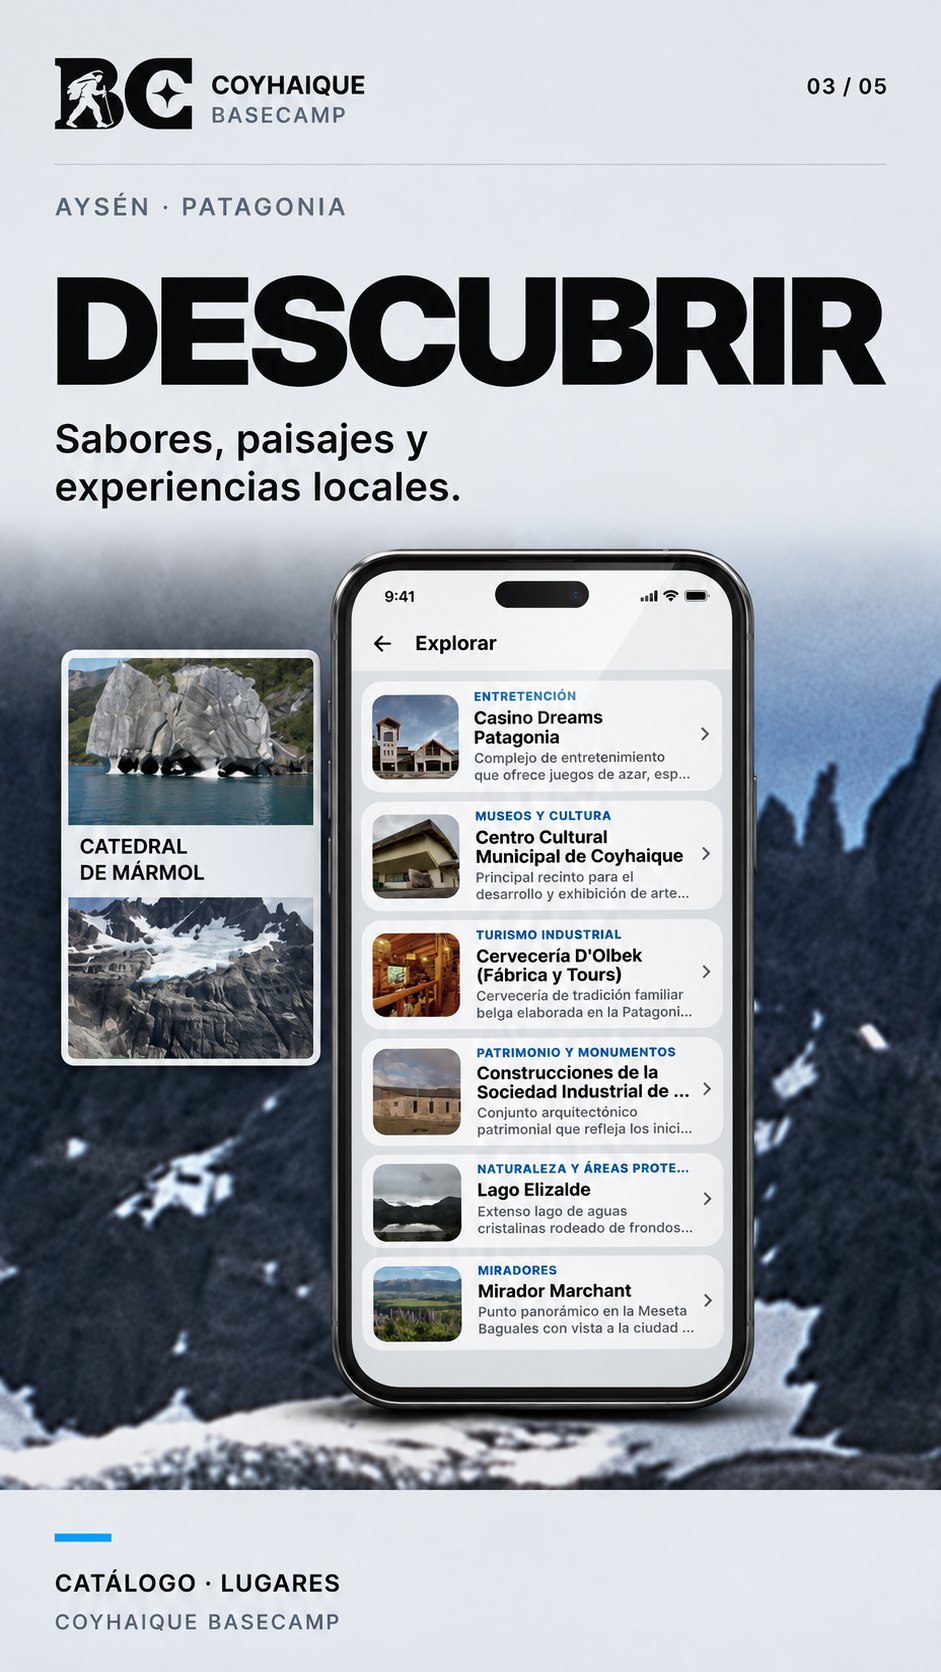 BC
COYHAIQUE
BASECAMP
03 / 05
AYSÉN · PATAGONIA
DESCUBRIR
Sabores, paisajes y
experiencias locales.
CATEDRAL
DE MÁRMOL
9:41
Explorar
ENTRETENCIÓN
Casino Dreams
Patagonia
Complejo de entretenimiento
que ofrece juegos de azar, esp...
MUSEOS Y CULTURA
Centro Cultural
Municipal de Coyhaique
Principal recinto para el
desarrollo y exhibición de arte...
TURISMO INDUSTRIAL
Cervecería D'Olbek
(Fábrica y Tours)
Cervecería de tradición familiar
belga elaborada en la Patagoni...
PATRIMONIO Y MONUMENTOS
Construcciones de la
Sociedad Industrial de ...
Conjunto arquitectónico
patrimonial que refleja los inici...
NATURALEZA Y ÁREAS PROTE...
Lago Elizalde
Extenso lago de aguas
cristalinas rodeado de frondos...
MIRADORES
Mirador Marchant
Punto panorámico en la Meseta
Baguales con vista a la ciudad ...
CATÁLOGO · LUGARES
COYHAIQUE BASECAMP